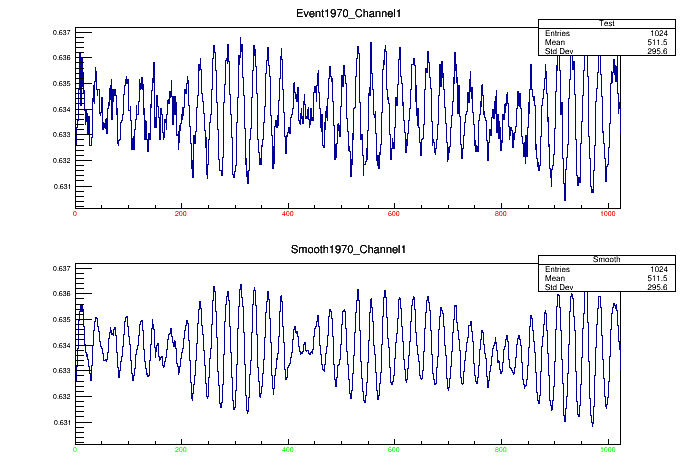 Event1970_Channel1
Test
Entries 1024
Mean 511.5
Std Dev 295.6
0.637
0.636
0.635
0.634
0.633
0.632
0.631
0 200 400 600 800 1000
Smooth1970_Channel1
Smooth
Entries 1024
Mean 511.5
Std Dev 295.6
0.637
0.636
0.635
0.634
0.633
0.632
0.631
0 200 400 600 800 1000